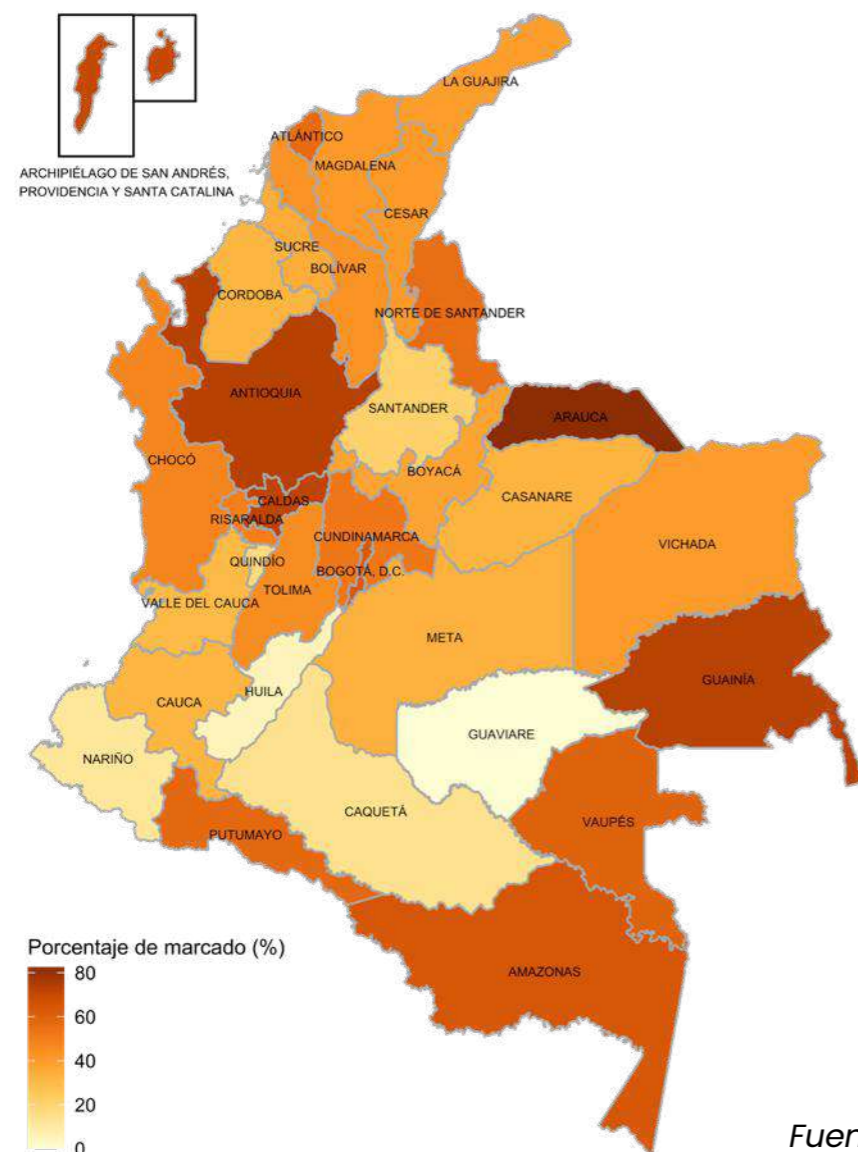 LA GUAJIRA
ATLÁNTICO
MAGDALENA
ARCHIPIÉLAGO DE SAN ANDRÉS,
PROVIDENCIA Y SANTA CATALINA
CESAR
SUCRE
BOLÍVAR
CORDOBA
NORTE DE SANTANDER
ANTIOQUIA
SANTANDER
ARAUCA
CHOCÓ
BOYACÁ
CASANARE
CALDAS
RISARALDA
CUNDINAMARCA
VICHADA
QUINDÍO
BOGOTÁ, D.C.
TOLIMA
VALLE DEL CAUCA
META
GUAINÍA
HUILA
CAUCA
GUAVIARE
NARIÑO
CAQUETÁ
VAUPÉS
PUTUMAYO
Porcentaje de marcado (%)
AMAZONAS
80
60
40
20
0
Fuen